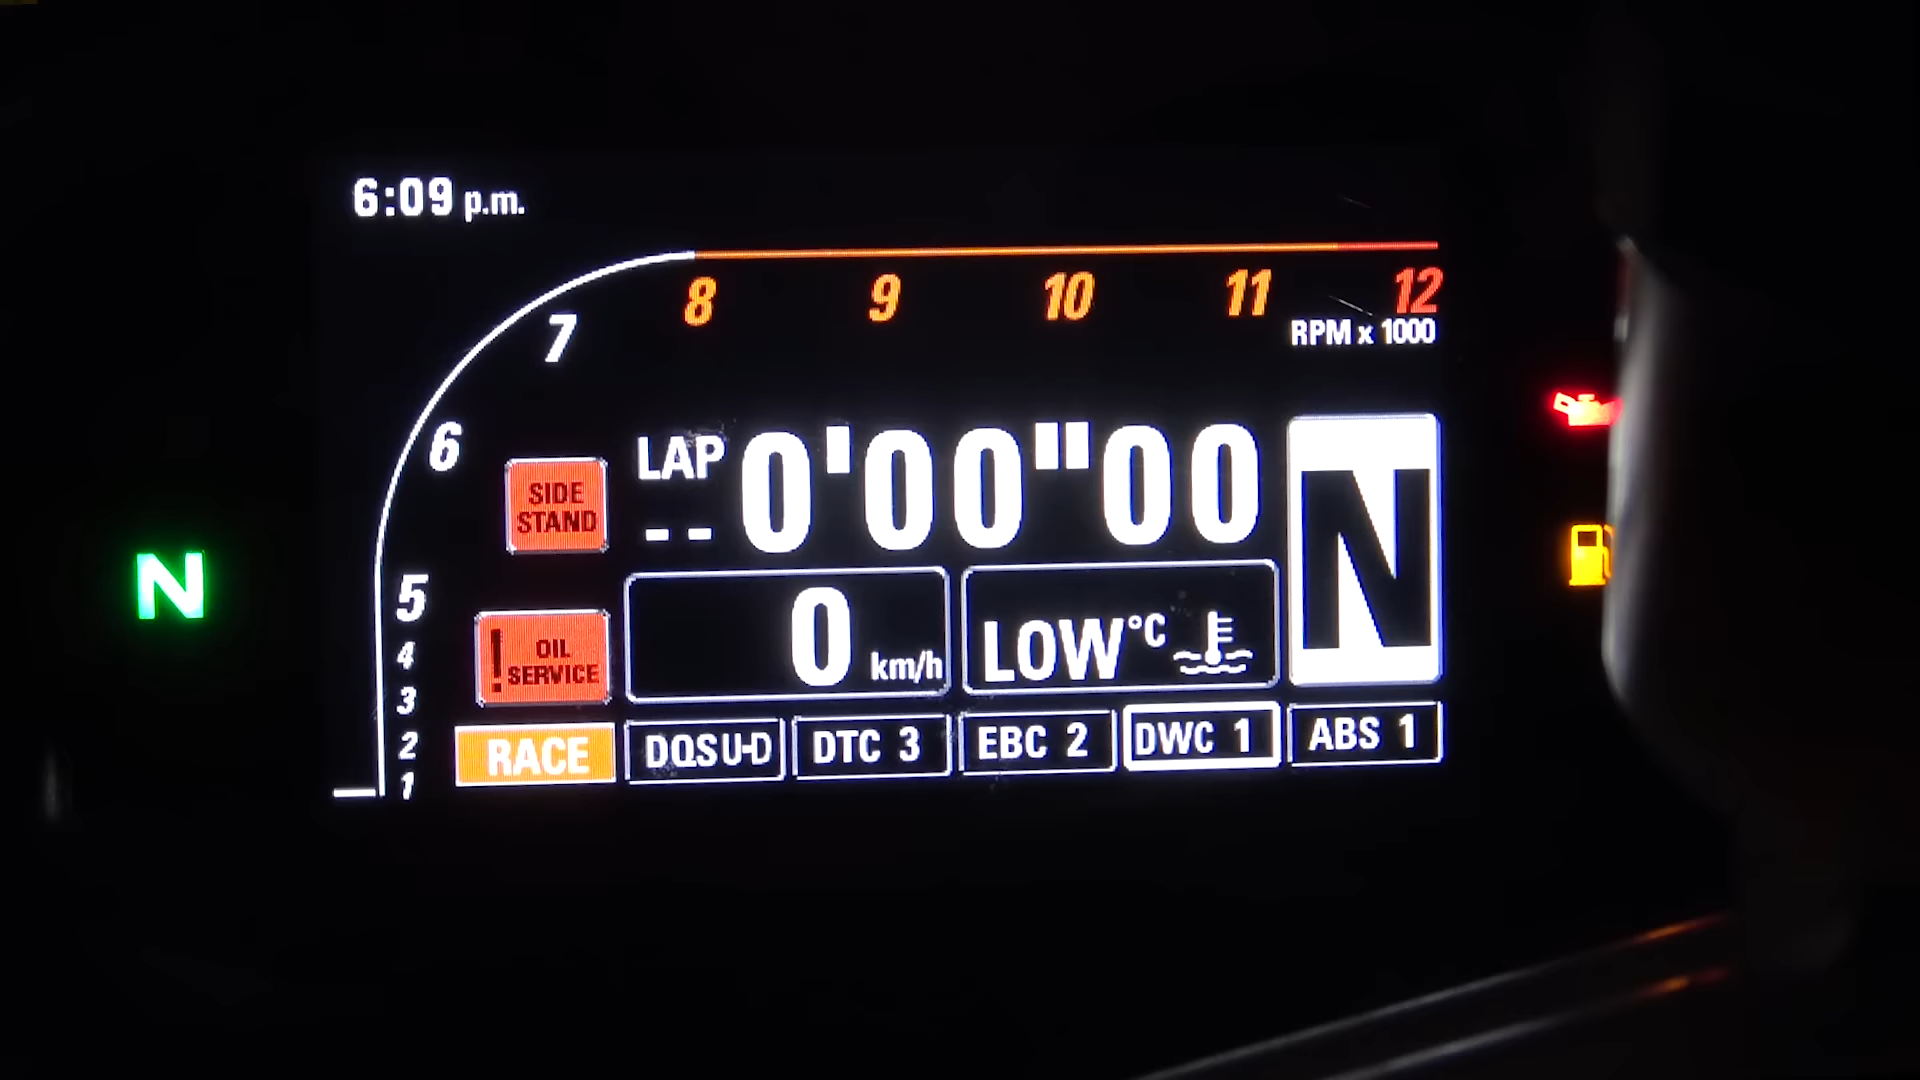 6:09 p.m.
8 9 10 11 12
7
RPM x 1000
6
SIDE
STAND
LAP 0'00"00
--
N
N
5
4
3
2
1
! OIL
SERVICE
0 km/h
LOW °C
RACE
DQS U-D
DTC 3
EBC 2
DWC 1
ABS 1